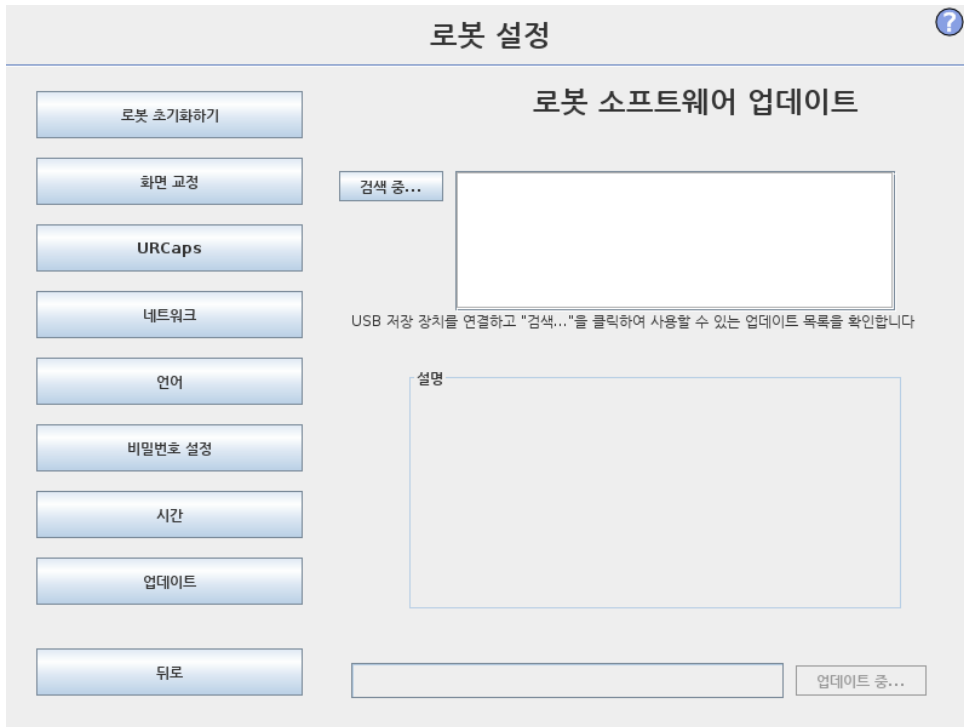 로봇 설정
?
로봇 초기화하기
화면 교정
URCaps
네트워크
언어
비밀번호 설정
시간
업데이트
뒤로
로봇 소프트웨어 업데이트
검색 중...
USB 저장 장치를 연결하고 "검색..."을 클릭하여 사용할 수 있는 업데이트 목록을 확인합니다
설명
업데이트 중...